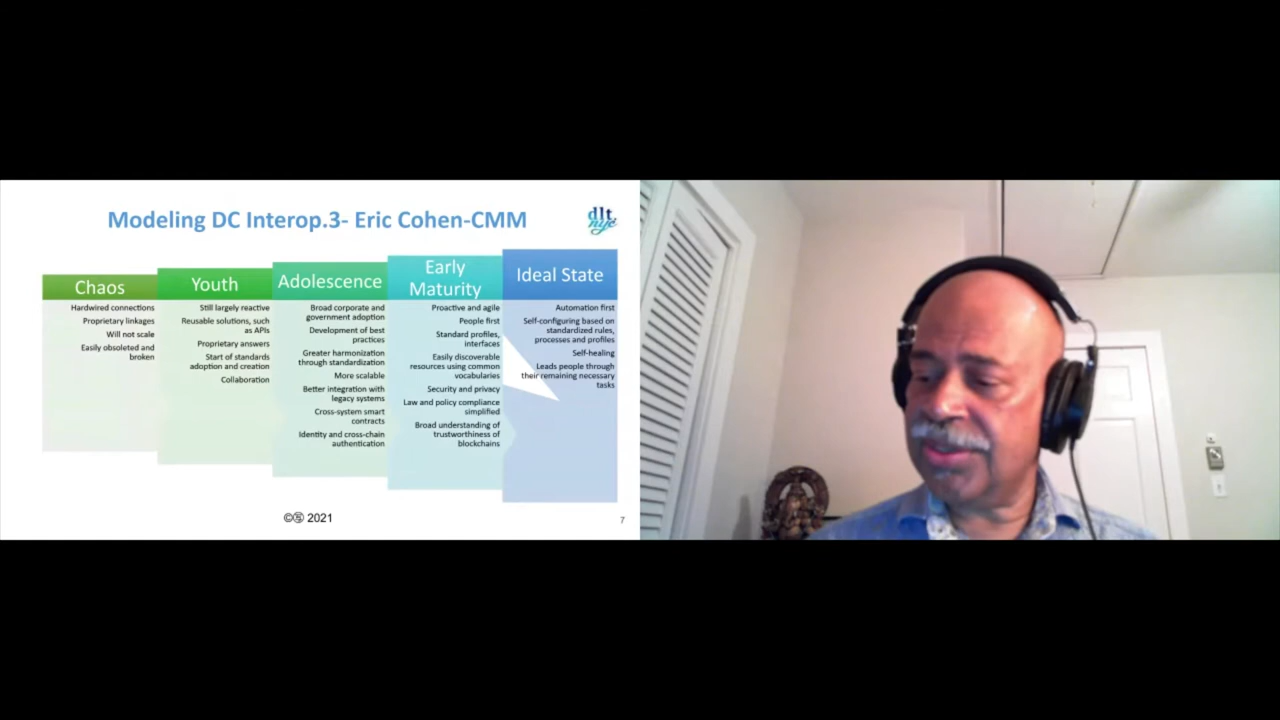 Modeling DC Interop.3- Eric Cohen-CMM
dlt
nyc
Chaos
Hardwired connections
Proprietary linkages
Will not scale
Easily obsoleted and
broken
Youth
Still largely reactive
Reusable solutions, such
as APIs
Proprietary answers
Start of standards
adoption and creation
Collaboration
Adolescence
Broad corporate and
government adoption
Development of best
practices
Greater harmonization
through standardization
More scalable
Better integration with
legacy systems
Cross-system smart
contracts
Identity and cross-chain
authentication
Early
Maturity
Proactive and agile
People first
Standard profiles,
interfaces
Easily discoverable
resources using common
vocabularies
Security and privacy
Law and policy compliance
simplified
Broad understanding of
trustworthiness of
blockchains
Ideal State
Automation first
Self-configuring based on
standardized rules,
processes and profiles
Self-healing
Leads people through
their remaining necessary
tasks
© 2021
7